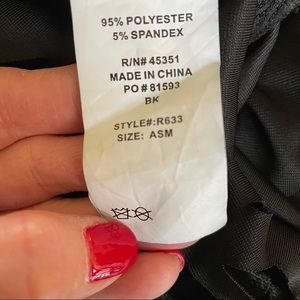 95% POLYESTER
5% SPANDEX
R/N# 45351
MADE IN CHINA
PO # 81593
BK
STYLE#:R633
SIZE: ASM